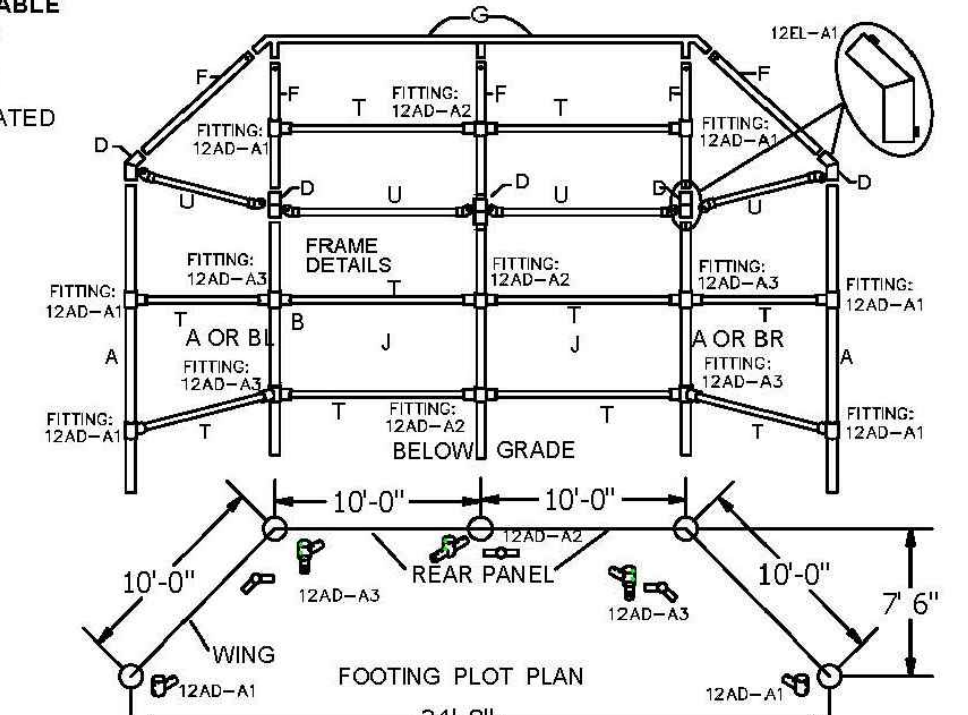 ABLE
G
12EL-A1
F
F
F
F
F
ATED
T
FITTING:
12AD-A2
T
FITTING:
12AD-A1
FITTING:
12AD-A1
D
D
D
D
D
U
U
U
U
FRAME
DETAILS
FITTING:
12AD-A3
FITTING:
12AD-A2
FITTING:
12AD-A3
FITTING:
12AD-A1
FITTING:
12AD-A1
T
T
T
T
B
A OR BL
J
J
A OR BR
A
A
FITTING:
12AD-A3
FITTING:
12AD-A3
FITTING:
12AD-A1
FITTING:
12AD-A2
FITTING:
12AD-A1
T
T
T
T
BELOW GRADE
10'-0"
10'-0"
12AD-A2
REAR PANEL
10'-0"
10'-0"
12AD-A3
12AD-A3
7' 6"
WING
FOOTING PLOT PLAN
12AD-A1
12AD-A1